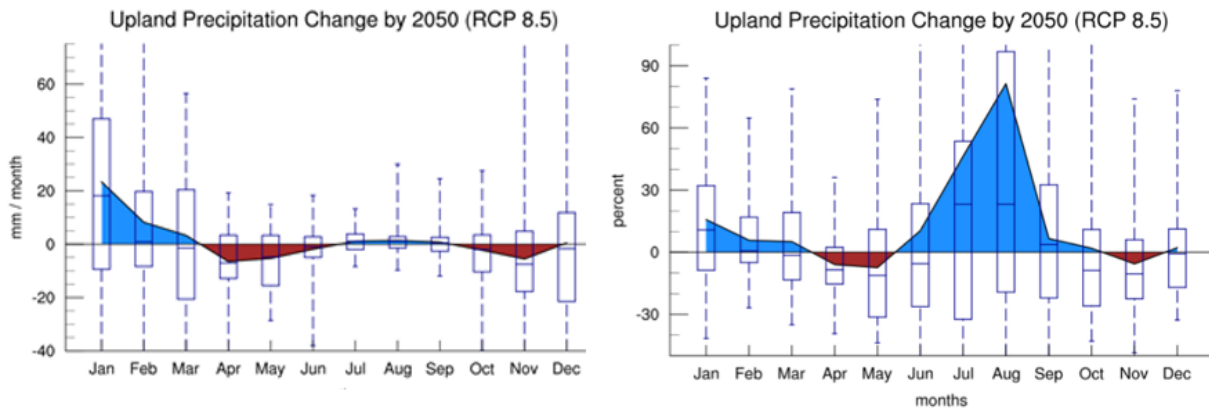 Upland Precipitation Change by 2050 (RCP 8.5)
mm / month
60
40
20
0
-20
-40
Jan Feb Mar Apr May Jun Jul Aug Sep Oct Nov Dec
Upland Precipitation Change by 2050 (RCP 8.5)
percent
90
60
30
0
-30
Jan Feb Mar Apr May Jun Jul Aug Sep Oct Nov Dec
months